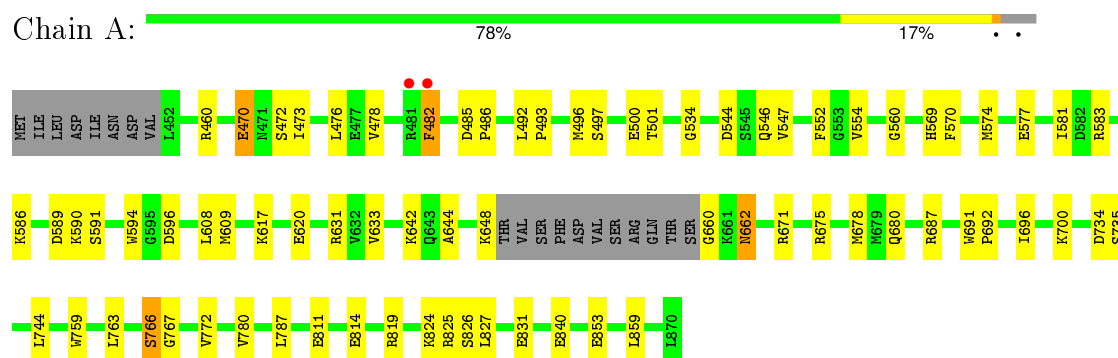 Chain A:
78% 17% • •
MET ILE LEU ASP ILE ASN ASP VAL L452 R460 E470 N471 S472 I473 L476 E477 V478 R481 F482 D485 P486 L492 P493 M496 S497 E500 T501 G534 D544 S545 Q546 V547 F552 G553 V554 G560 H569 F570 M574 E577 I581 D582 R583
K586 D589 K590 S591 W594 G595 D596 L608 M609 K617 E620 R631 V632 V633 K642 Q643 A644 K648 THR VAL SER PHE ASP VAL SER ARG GLN THR SER G660 K661 N662 R671 R675 M678 M679 Q680 R687 W691 P692 I696 K700 D734 S735
L744 W759 L763 S766 G767 V772 V780 L787 E811 E814 R819 K824 R825 S826 L827 E831 E840 E853 L859 L870